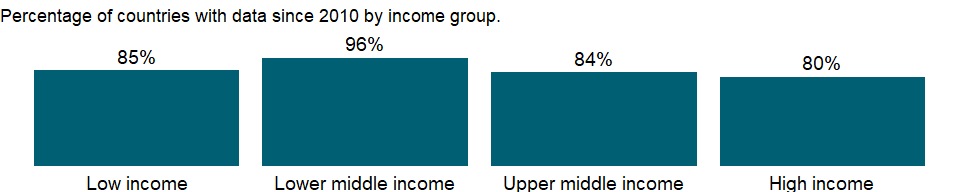 Percentage of countries with data since 2010 by income group.
85%
96%
84%
80%
Low income
Lower middle income
Upper middle income
High income